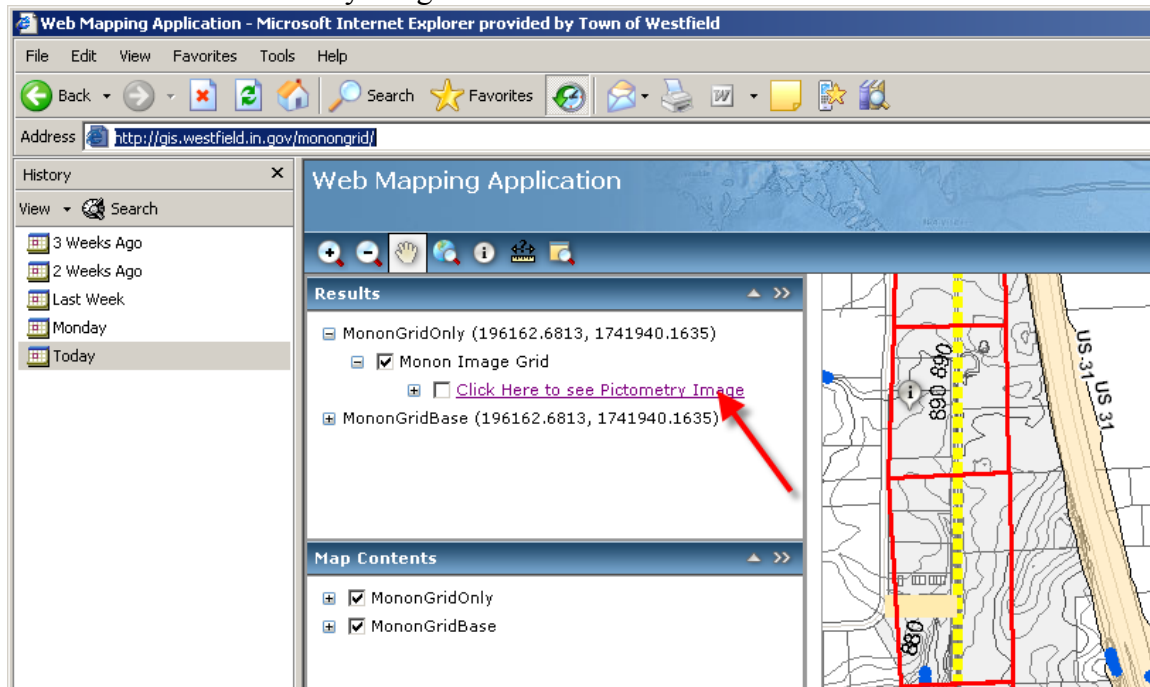 Web Mapping Application - Microsoft Internet Explorer provided by Town of Westfield
File Edit View Favorites Tools Help
Back Search Favorites
Address http://gis.westfield.in.gov/monongrid/
History
View Search
3 Weeks Ago
2 Weeks Ago
Last Week
Monday
Today
Web Mapping Application
Results
MononGridOnly (196162.6813, 1741940.1635)
Monon Image Grid
Click Here to see Pictometry Image
MononGridBase (196162.6813, 1741940.1635)
Map Contents
MononGridOnly
MononGridBase
US 31
US 31
890 890
880